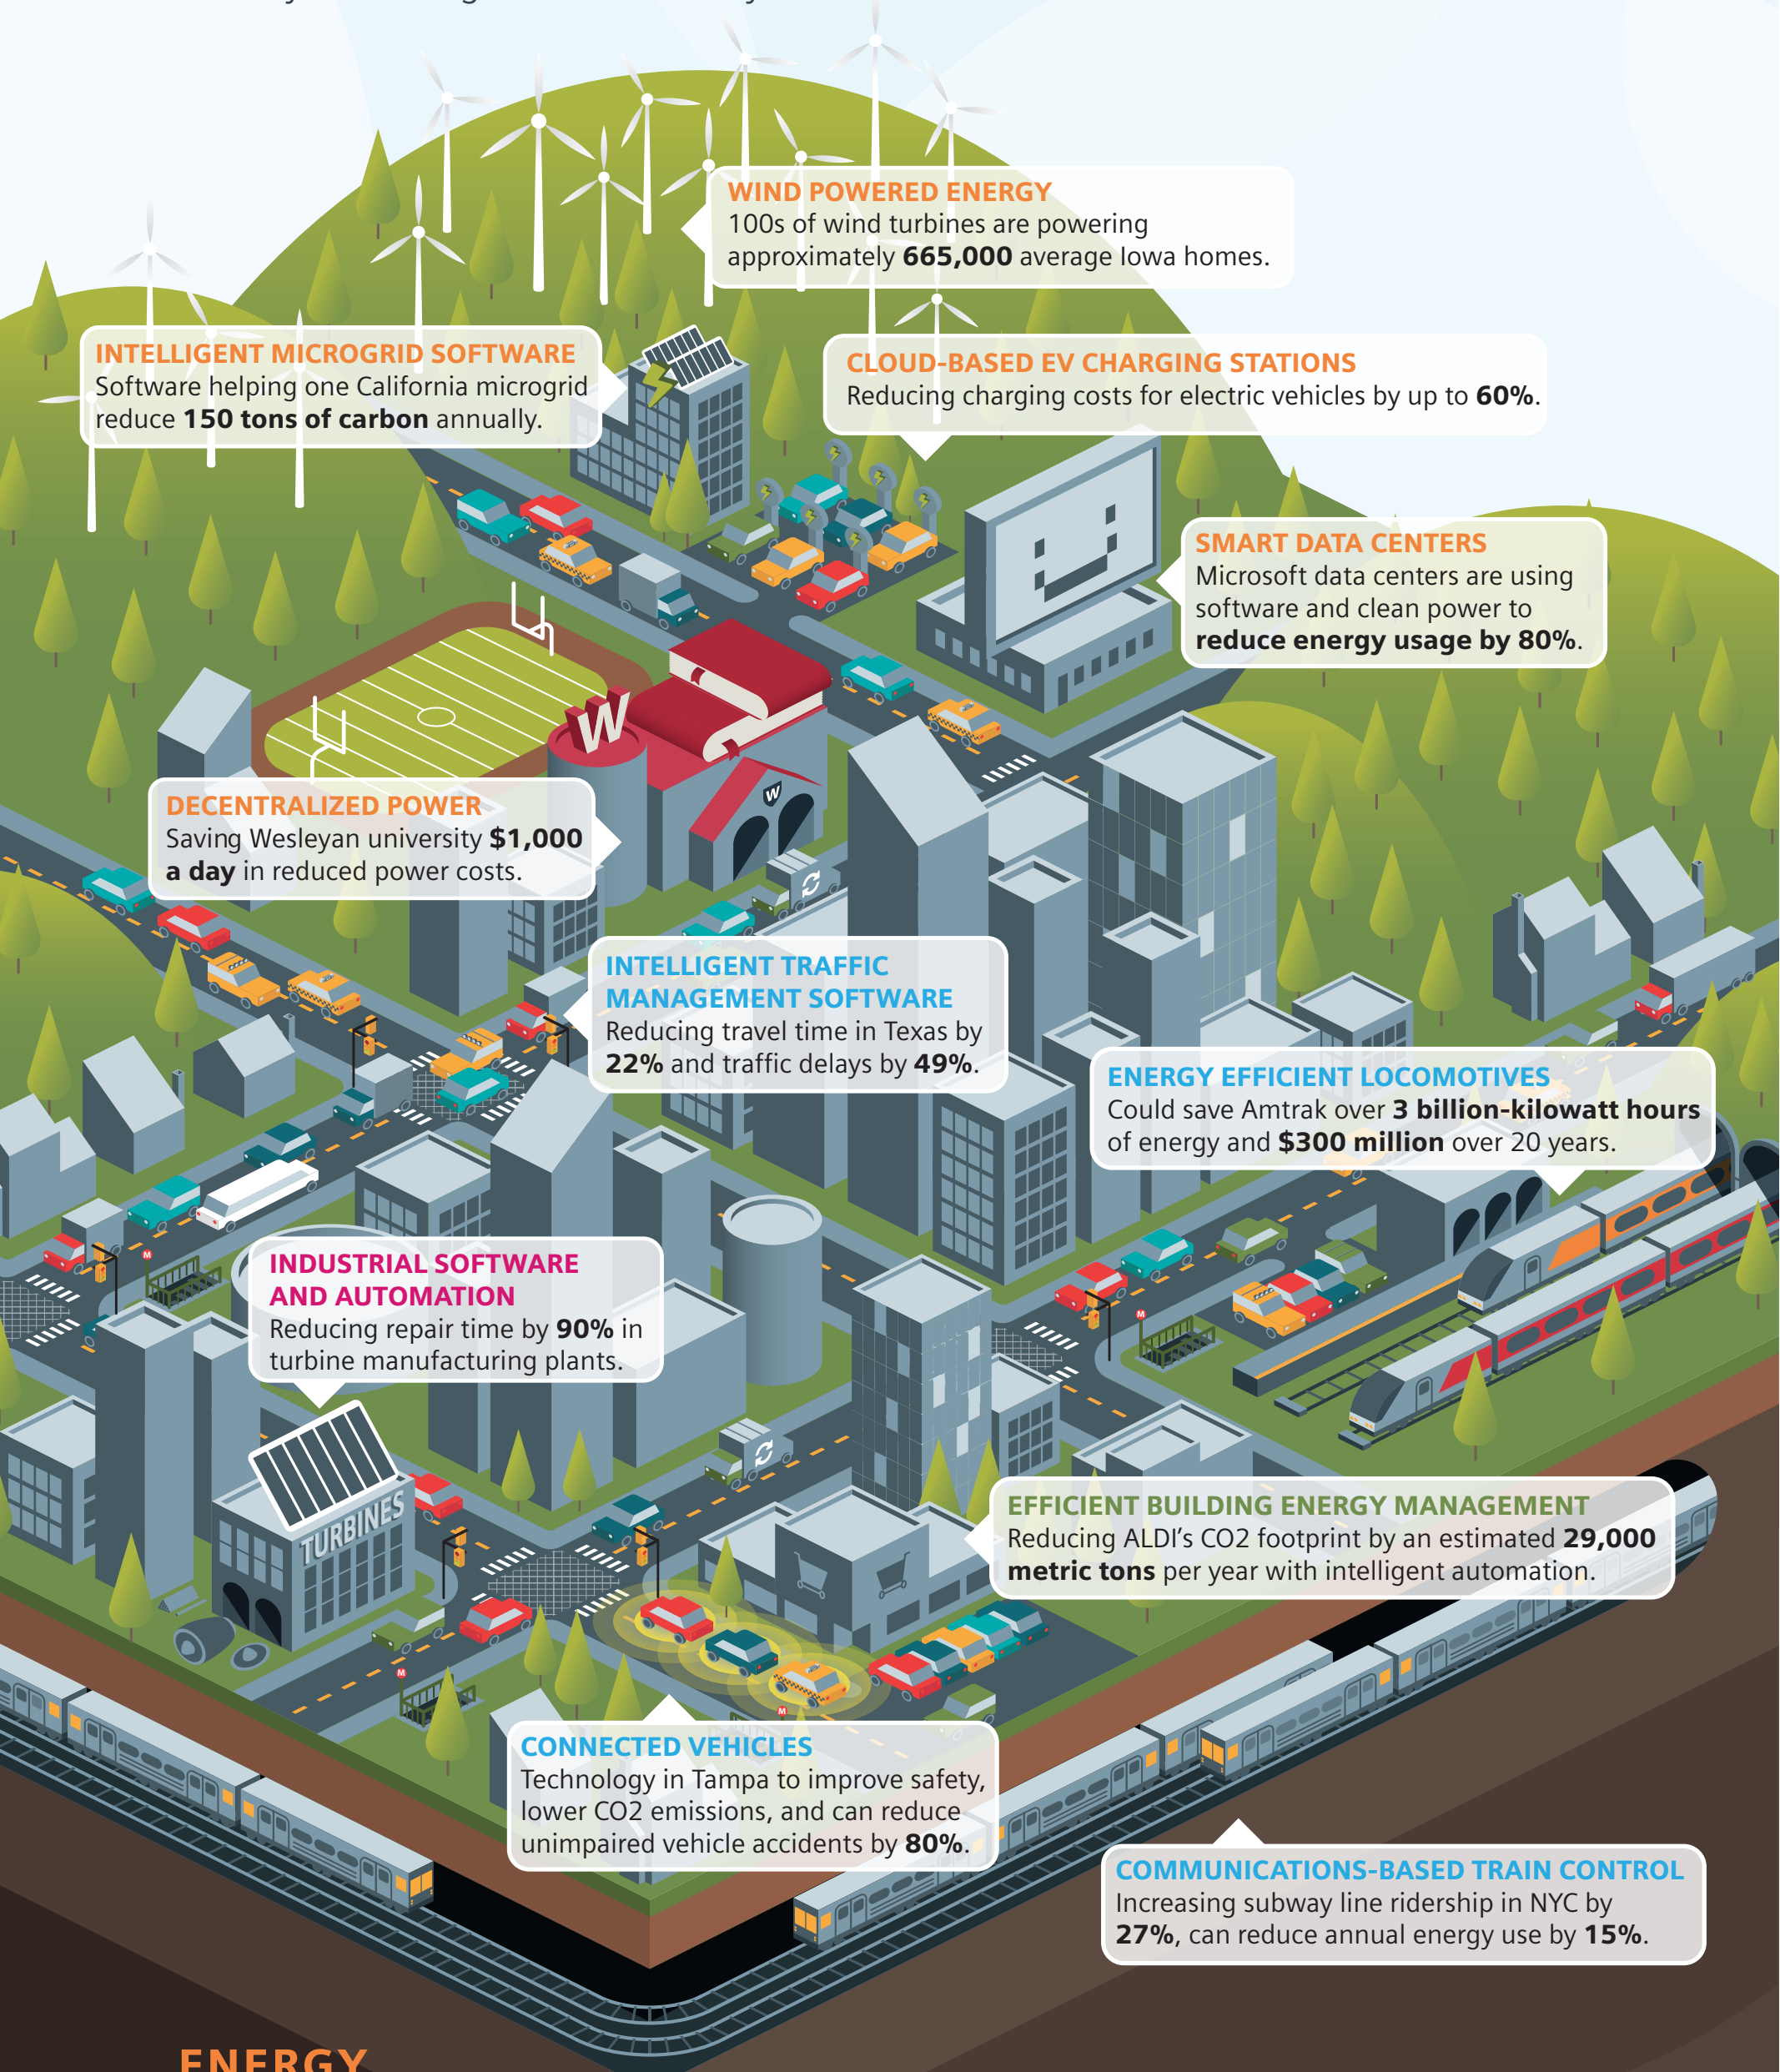 WIND POWERED ENERGY
100s of wind turbines are powering
approximately 665,000 average Iowa homes.
INTELLIGENT MICROGRID SOFTWARE
Software helping one California microgrid
reduce 150 tons of carbon annually.
CLOUD-BASED EV CHARGING STATIONS
Reducing charging costs for electric vehicles by up to 60%.
SMART DATA CENTERS
Microsoft data centers are using
software and clean power to
reduce energy usage by 80%.
W
W
DECENTRALIZED POWER
Saving Wesleyan university $1,000
a day in reduced power costs.
INTELLIGENT TRAFFIC
MANAGEMENT SOFTWARE
Reducing travel time in Texas by
22% and traffic delays by 49%.
ENERGY EFFICIENT LOCOMOTIVES
Could save Amtrak over 3 billion-kilowatt hours
of energy and $300 million over 20 years.
M
M
INDUSTRIAL SOFTWARE
AND AUTOMATION
Reducing repair time by 90% in
turbine manufacturing plants.
TURBINES
EFFICIENT BUILDING ENERGY MANAGEMENT
Reducing ALDI's CO2 footprint by an estimated 29,000
metric tons per year with intelligent automation.
M
M
CONNECTED VEHICLES
Technology in Tampa to improve safety,
lower CO2 emissions, and can reduce
unimpaired vehicle accidents by 80%.
COMMUNICATIONS-BASED TRAIN CONTROL
Increasing subway line ridership in NYC by
27%, can reduce annual energy use by 15%.
ENERGY